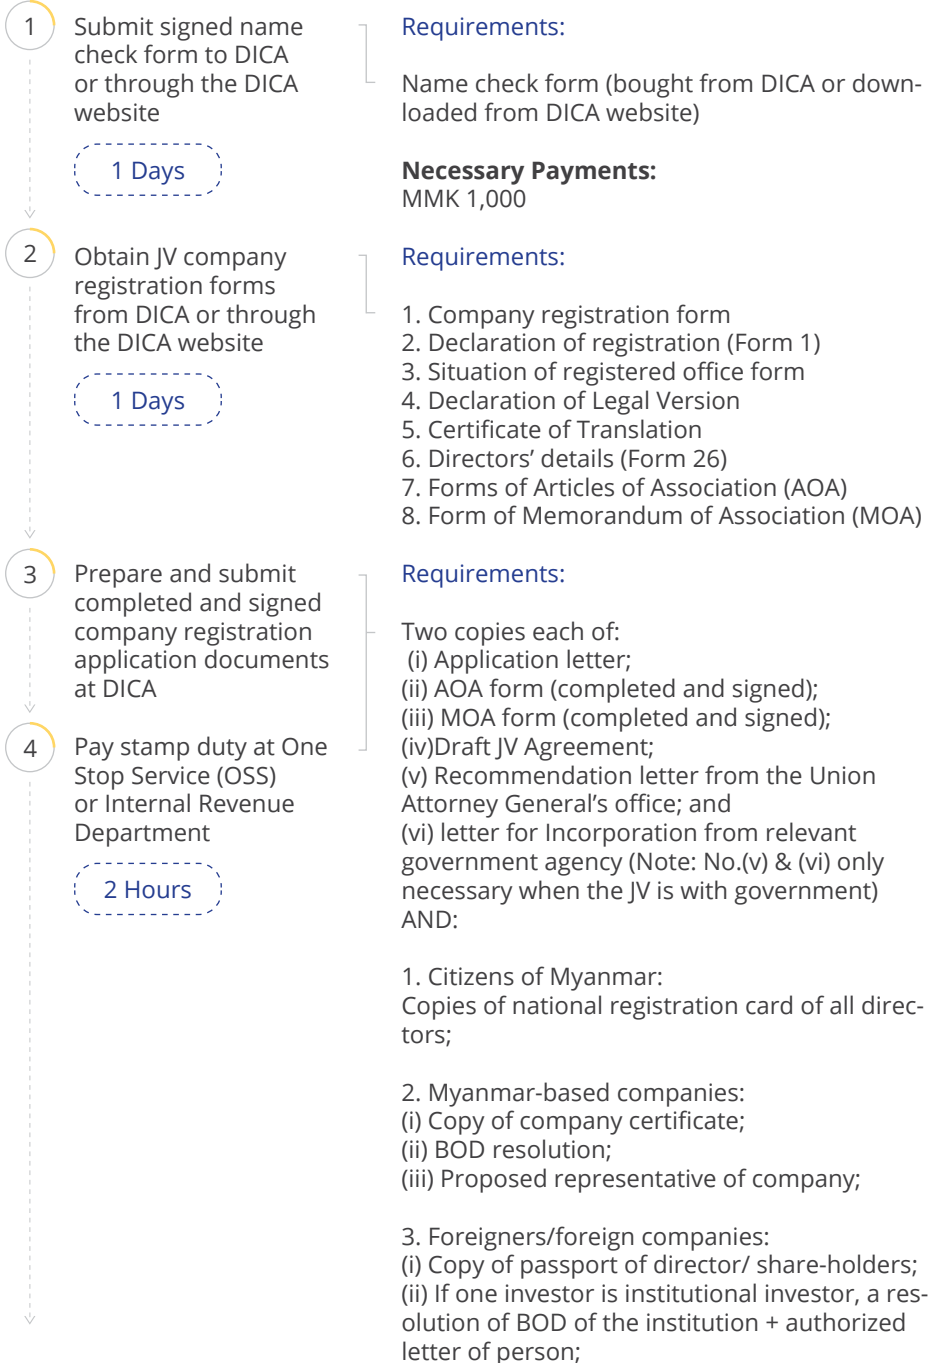 1
Submit signed name
check form to DICA
or through the DICA
website
1 Days
Requirements:
Name check form (bought from DICA or down-
loaded from DICA website)
Necessary Payments:
MMK 1,000
2
Obtain JV company
registration forms
from DICA or through
the DICA website
1 Days
Requirements:
1. Company registration form
2. Declaration of registration (Form 1)
3. Situation of registered office form
4. Declaration of Legal Version
5. Certificate of Translation
6. Directors’ details (Form 26)
7. Forms of Articles of Association (AOA)
8. Form of Memorandum of Association (MOA)
3
Prepare and submit
completed and signed
company registration
application documents
at DICA
4
Pay stamp duty at One
Stop Service (OSS)
or Internal Revenue
Department
2 Hours
Requirements:
Two copies each of:
(i) Application letter;
(ii) AOA form (completed and signed);
(iii) MOA form (completed and signed);
(iv)Draft JV Agreement;
(v) Recommendation letter from the Union
Attorney General’s office; and
(vi) letter for Incorporation from relevant
government agency (Note: No.(v) & (vi) only
necessary when the JV is with government)
AND:
1. Citizens of Myanmar:
Copies of national registration card of all direc-
tors;
2. Myanmar-based companies:
(i) Copy of company certificate;
(ii) BOD resolution;
(iii) Proposed representative of company;
3. Foreigners/foreign companies:
(i) Copy of passport of director/ share-holders;
(ii) If one investor is institutional investor, a res-
olution of BOD of the institution + authorized
letter of person;